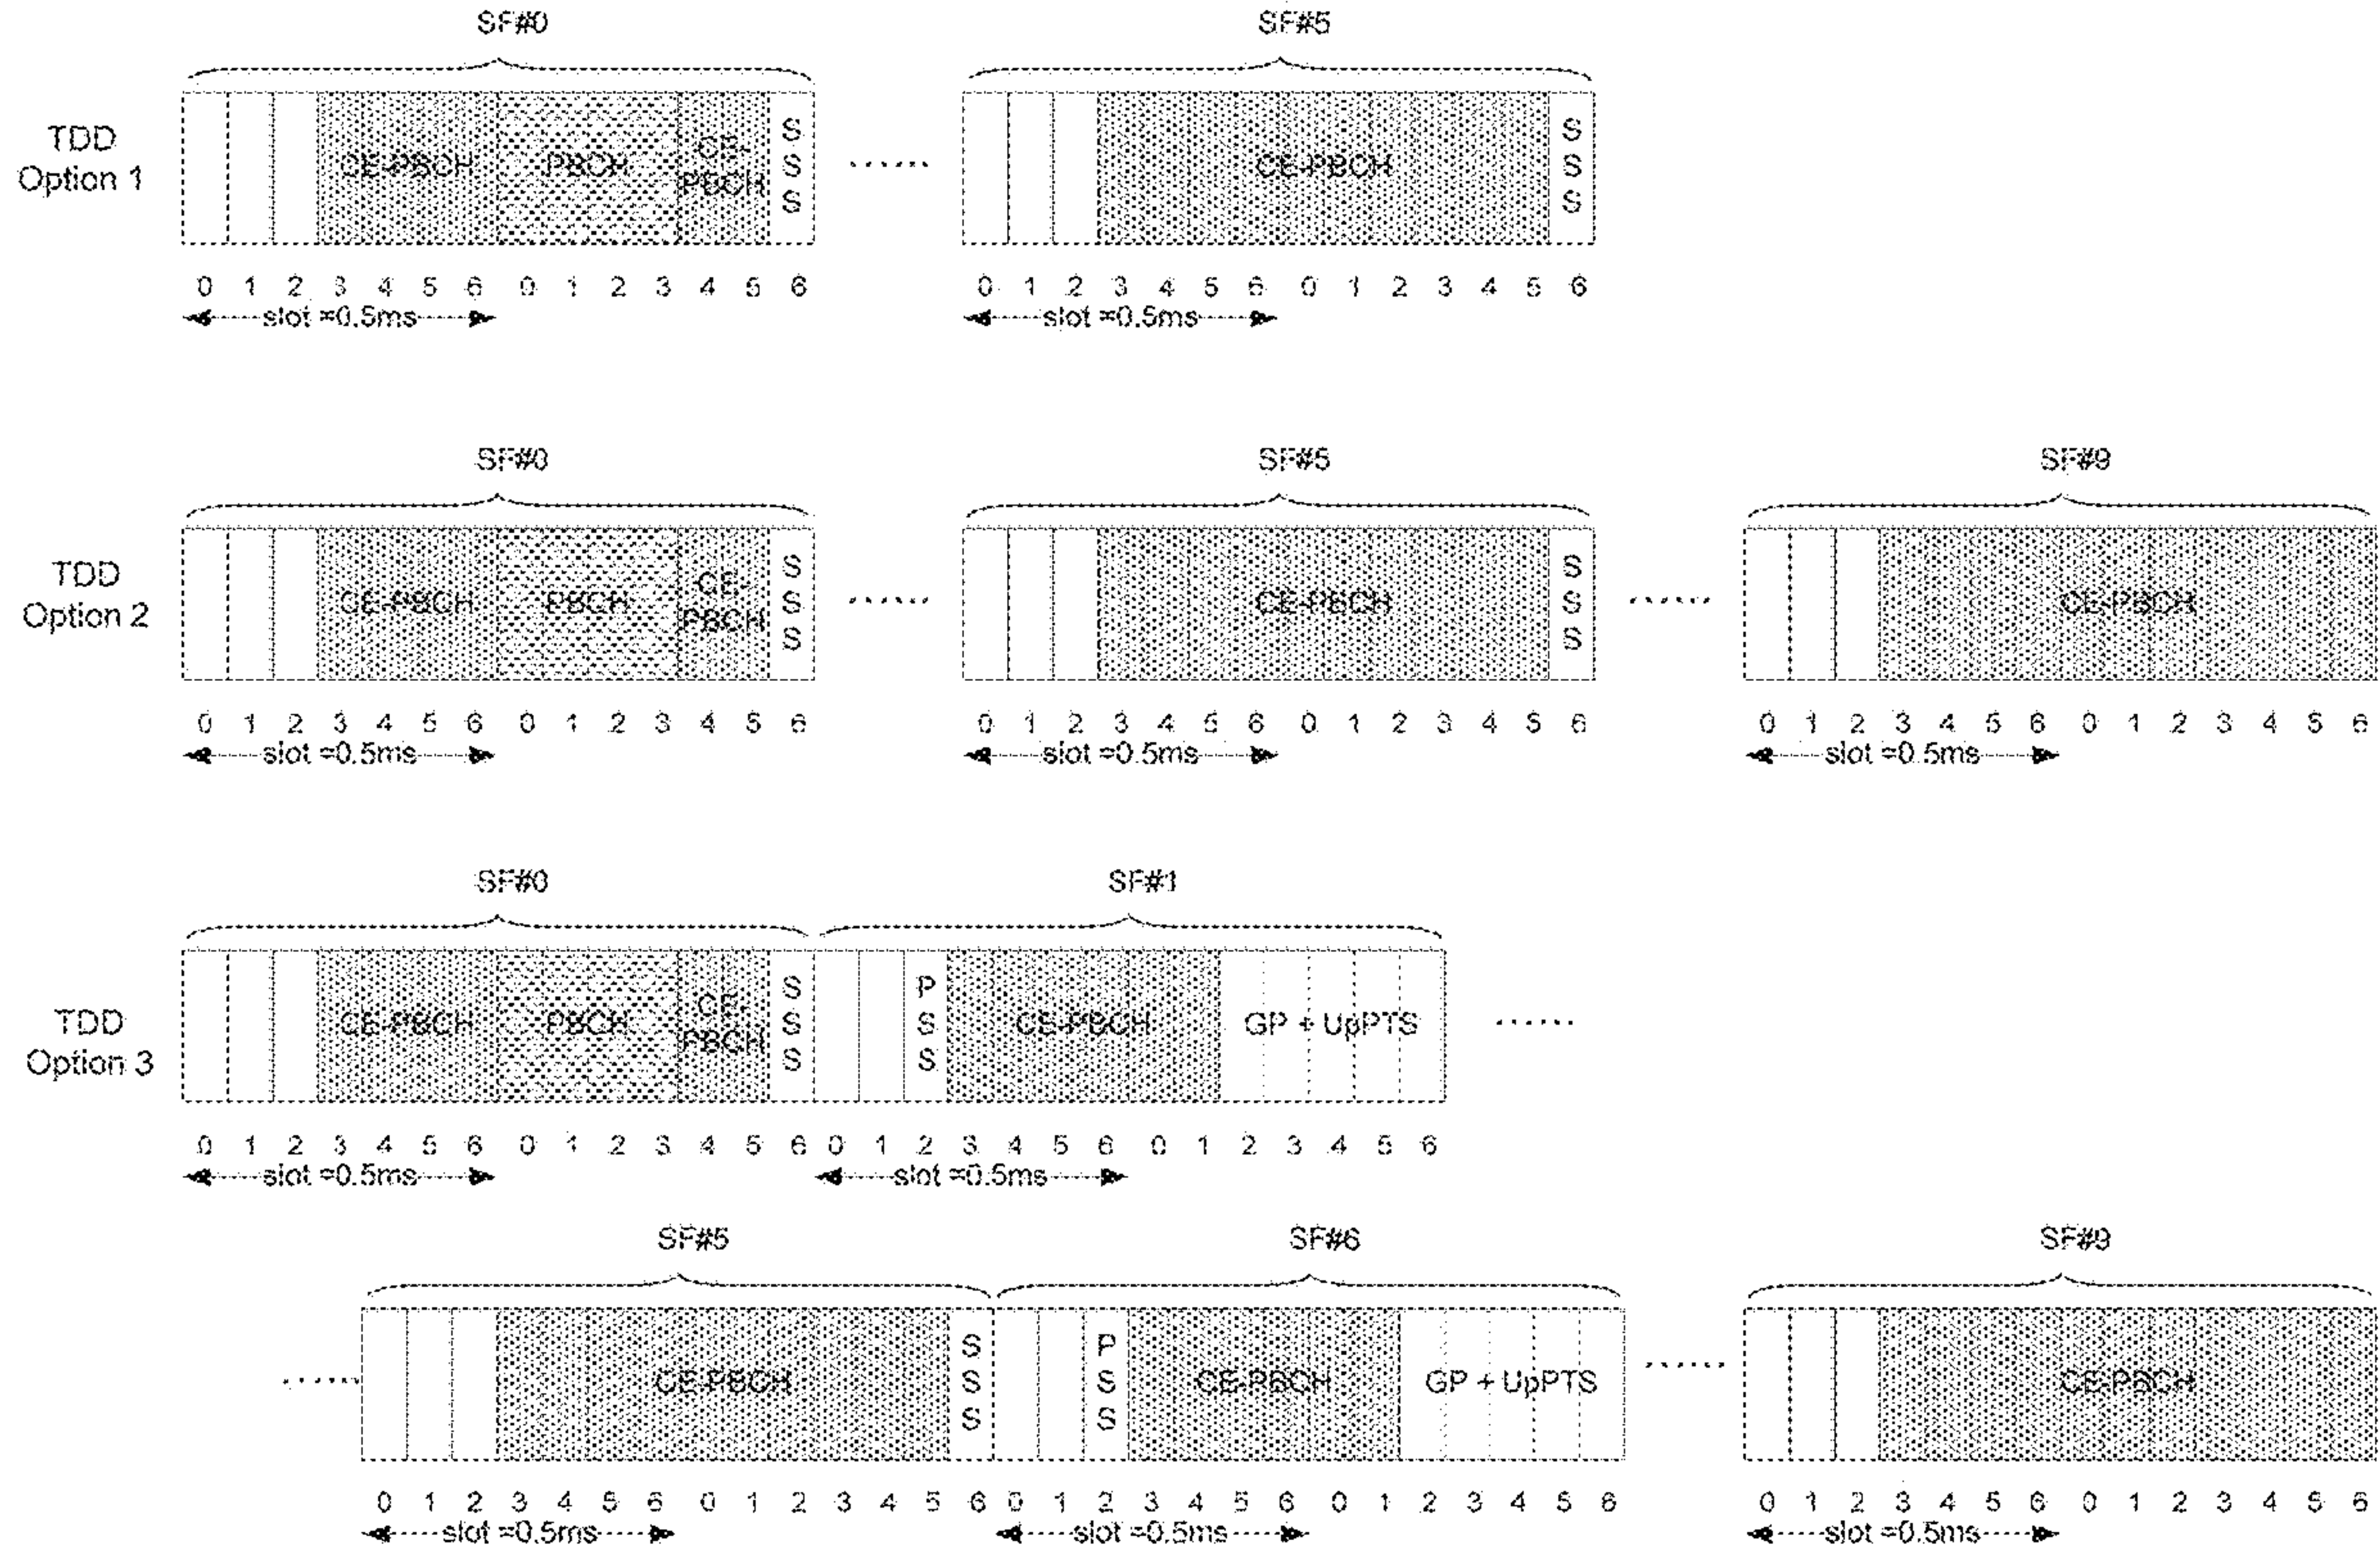 SF#0 SF#5
TDD
Option 1
CE-PBCH PBCH CE-
PBCH S
S
S ...... CE-PBCH S
S
S
0 1 2 3 4 5 6 0 1 2 3 4 5 6 0 1 2 3 4 5 6 0 1 2 3 4 5 6
slot =0.5ms slot =0.5ms
SF#0 SF#5 SF#9
TDD
Option 2
CE-PBCH PBCH CE-
PBCH S
S
S ...... CE-PBCH S
S
S ...... CE-PBCH
0 1 2 3 4 5 6 0 1 2 3 4 5 6 0 1 2 3 4 5 6 0 1 2 3 4 5 6 0 1 2 3 4 5 6 0 1 2 3 4 5 6
slot =0.5ms slot =0.5ms slot =0.5ms
SF#0 SF#1
TDD
Option 3
CE-PBCH PBCH CE-
PBCH S
S
S P
S
S CE-PBCH GP + UpPTS ......
0 1 2 3 4 5 6 0 1 2 3 4 5 6 0 1 2 3 4 5 6 0 1 2 3 4 5 6
slot =0.5ms slot =0.5ms
SF#5 SF#6 SF#9
...... CE-PBCH S
S
S P
S
S CE-PBCH GP + UpPTS ...... CE-PBCH
0 1 2 3 4 5 6 0 1 2 3 4 5 6 0 1 2 3 4 5 6 0 1 2 3 4 5 6 0 1 2 3 4 5 6 0 1 2 3 4 5 6
slot =0.5ms slot =0.5ms slot =0.5ms